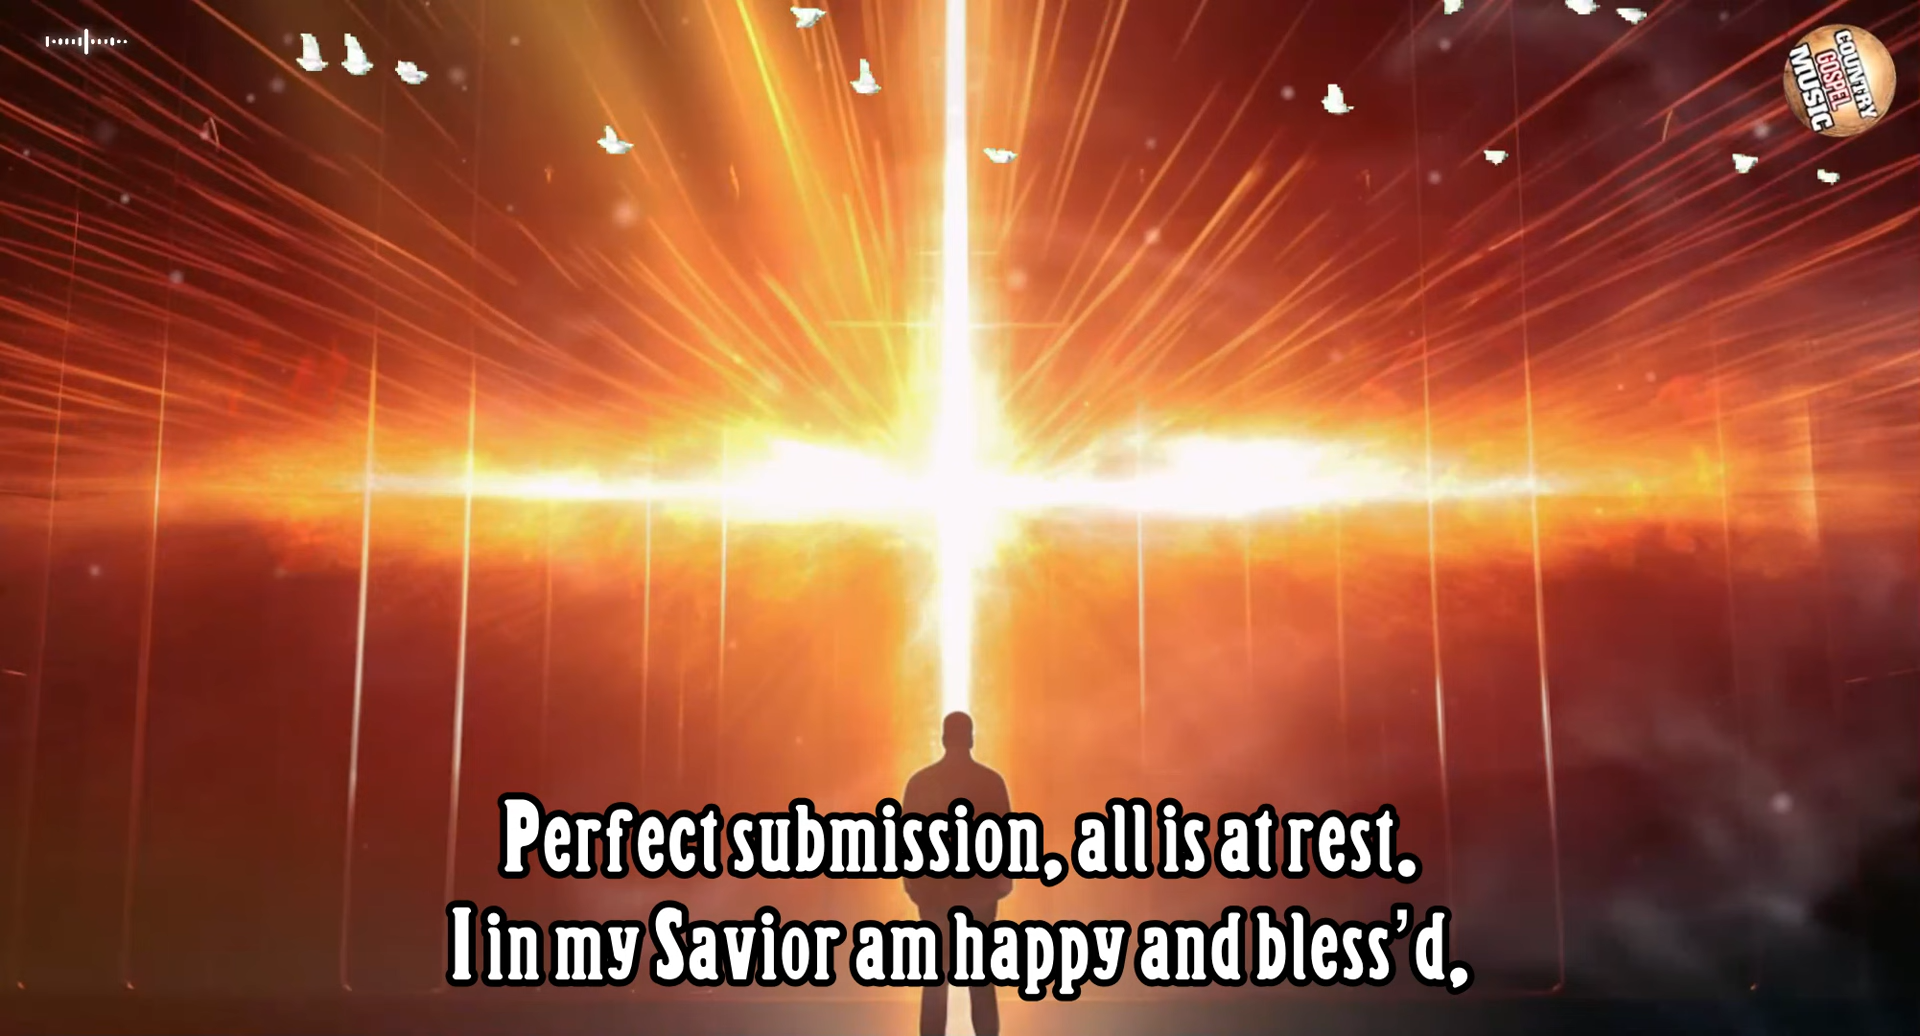 COUNTRY
GOSPEL
MUSIC
Perfect submission, all is at rest.
I in my Savior am happy and bless’d,